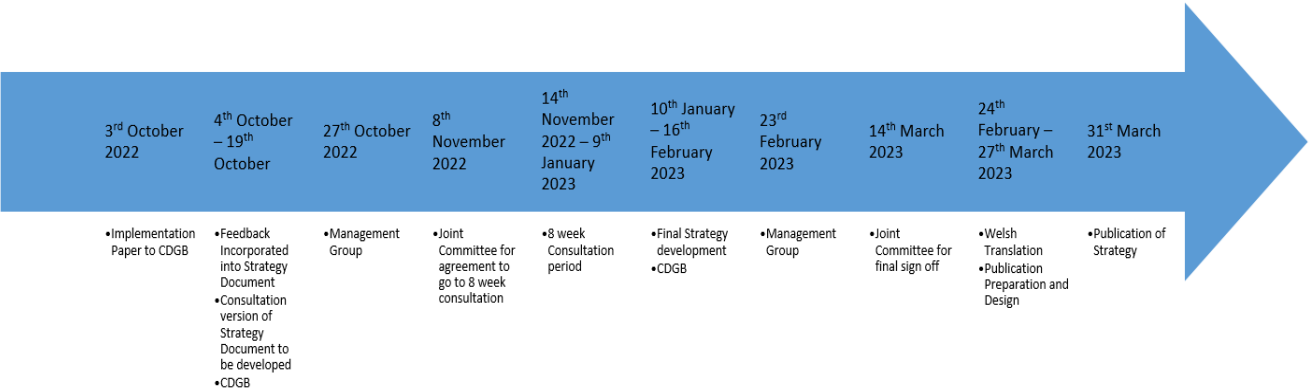 3rd October
2022
4th October
– 19th
October
27th October
2022
8th
November
2022
14th
November
2022 – 9th
January
2023
10th January
– 16th
February
2023
23rd
February
2023
14th March
2023
24th
February –
27th March
2023
31st March
2023
•Implementation
Paper to CDGB
•Feedback
Incorporated
into Strategy
Document
•Consultation
version of
Strategy
Document to
be developed
•CDGB
•Management
Group
•Joint
Committee for
agreement to
go to 8 week
consultation
•8 week
Consultation
period
•Final Strategy
development
•CDGB
•Management
Group
•Joint
Committee for
final sign off
•Welsh
Translation
•Publication
Preparation and
Design
•Publication of
Strategy